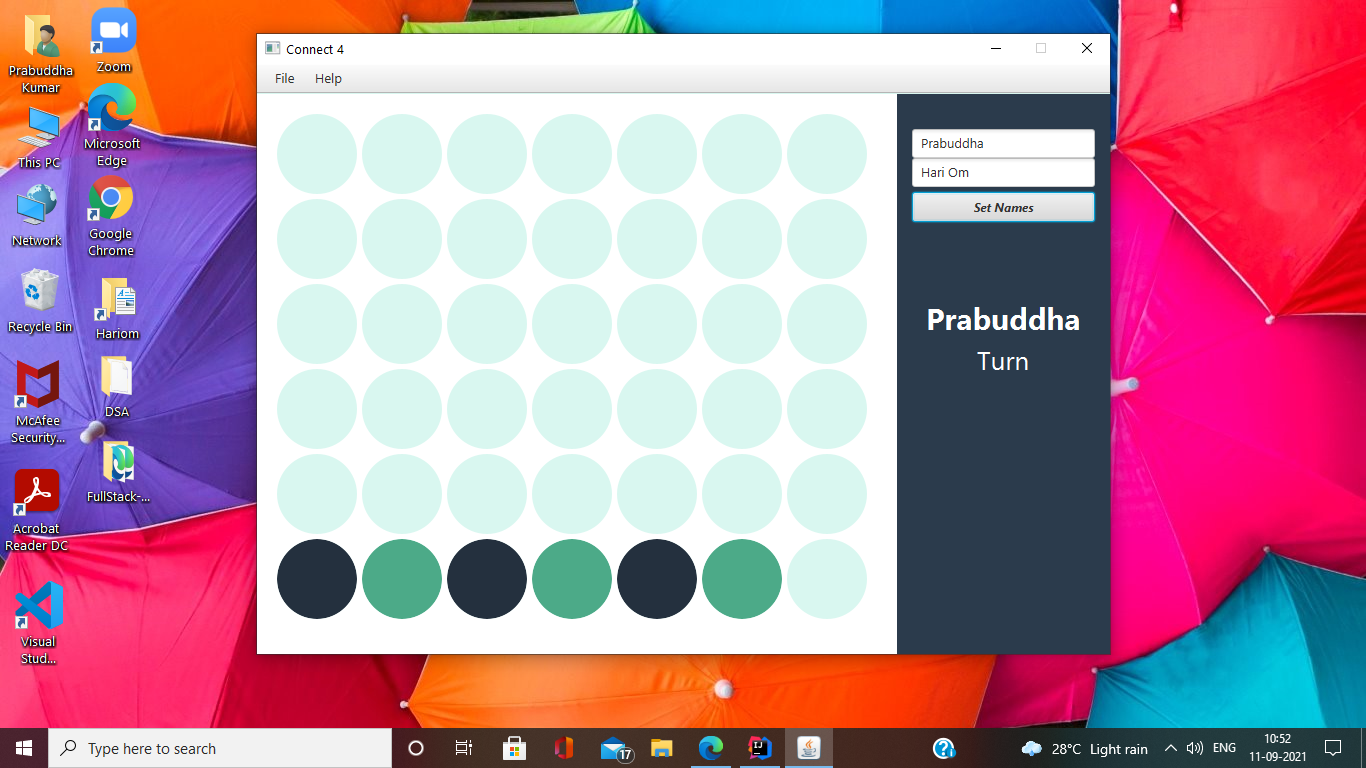 Prabuddha
Kumar
Zoom
This PC
Microsoft
Edge
Network
Google
Chrome
Recycle Bin
Hariom
McAfee
Security...
DSA
Acrobat
Reader DC
FullStack-...
Visual
Stud...
Connect 4
File Help
Prabuddha
Hari Om
Set Names
Prabuddha
Turn
Type here to search
17
28°C Light rain
ENG
10:52
11-09-2021